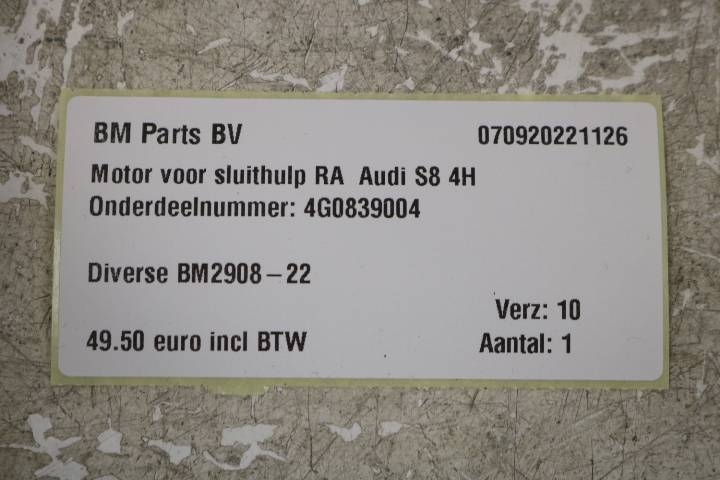 BM Parts BV 070920221126
Motor voor sluithulp RA Audi S8 4H
Onderdeelnummer: 4G0839004
Diverse BM2908-22
Verz: 10
49.50 euro incl BTW Aantal: 1